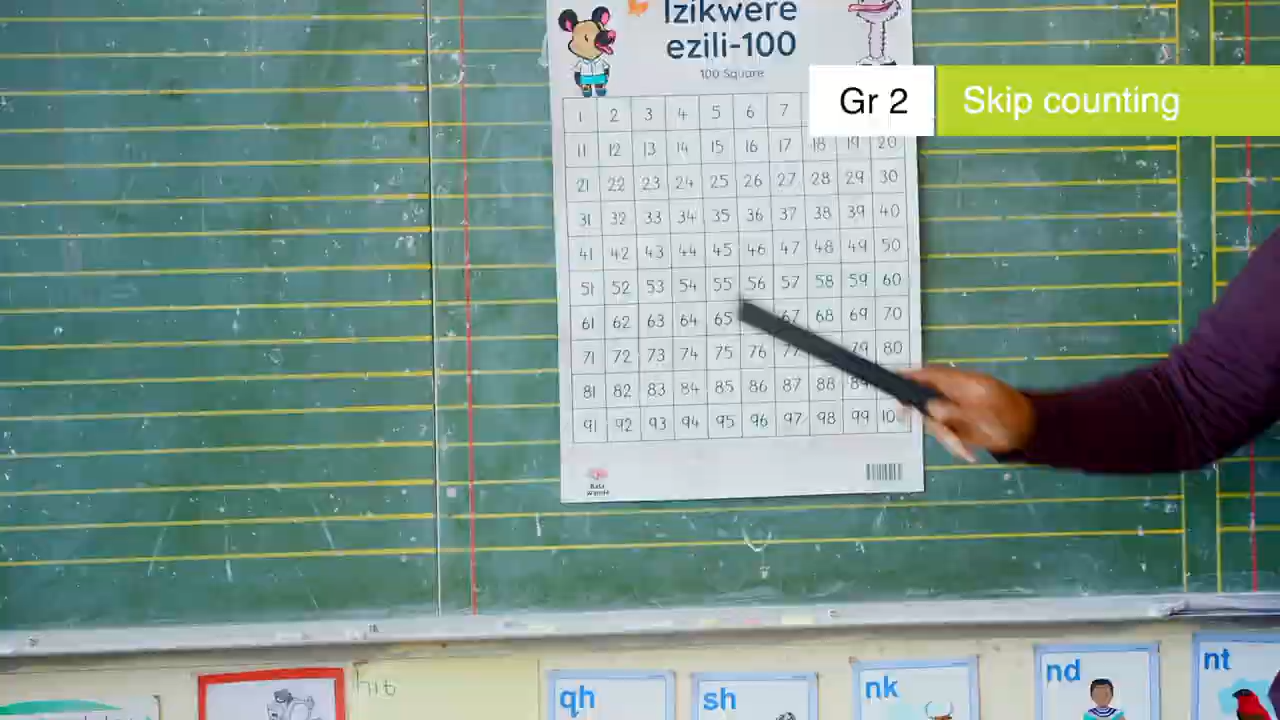 Izikwere
ezili-100
100 Square
Gr 2 Skip counting
1 2 3 4 5 6 7
11 12 13 14 15 16 17 18 19 20
21 22 23 24 25 26 27 28 29 30
31 32 33 34 35 36 37 38 39 40
41 42 43 44 45 46 47 48 49 50
51 52 53 54 55 56 57 58 59 60
61 62 63 64 65 67 68 69 70
71 72 73 74 75 76 77 79 80
81 82 83 84 85 86 87 88 89
91 92 93 94 95 96 97 98 99 10
Bala
Wande
qh sh nk nd nt